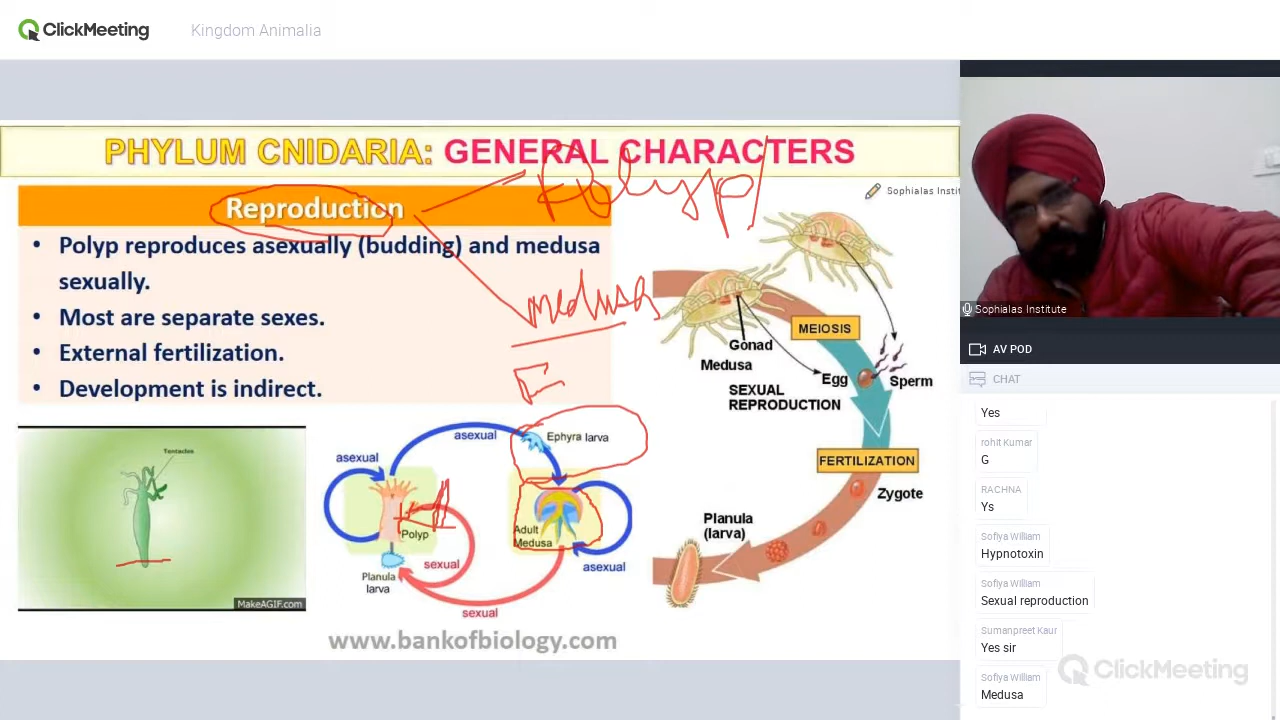 ClickMeeting
Kingdom Animalia
PHYLUM CNIDARIA: GENERAL CHARACTERS
Polyp
Sophialas Insti
Reproduction
• Polyp reproduces asexually (budding) and medusa
sexually.
• Most are separate sexes.
• External fertilization.
• Development is indirect.
medusa
E
Tentacles
MakeAGIF.com
asexual
asexual
Ephyra larva
Polyp
Adult
Medusa
Planula
larva
sexual
asexual
sexual
www.bankofbiology.com
MEIOSIS
Gonad
Medusa
Egg
Sperm
SEXUAL
REPRODUCTION
FERTILIZATION
Zygote
Planula
(larva)
Sophialas Institute
AV POD
CHAT
Yes
rohit Kumar
G
RACHNA
Ys
Sofiya William
Hypnotoxin
Sofiya William
Sexual reproduction
Sumanpreet Kaur
Yes sir
Sofiya William
Medusa
ClickMeeting